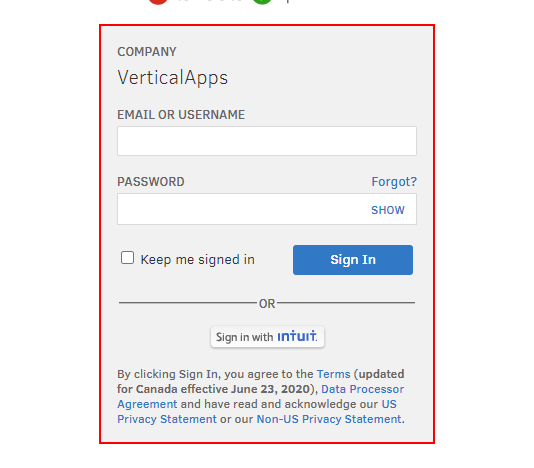 COMPANY
VerticalApps
EMAIL OR USERNAME
PASSWORD Forgot?
SHOW
Keep me signed in Sign In
OR
Sign in with INTUIT.
By clicking Sign In, you agree to the Terms (updated
for Canada effective June 23, 2020), Data Processor
Agreement and have read and acknowledge our US
Privacy Statement or our Non-US Privacy Statement.